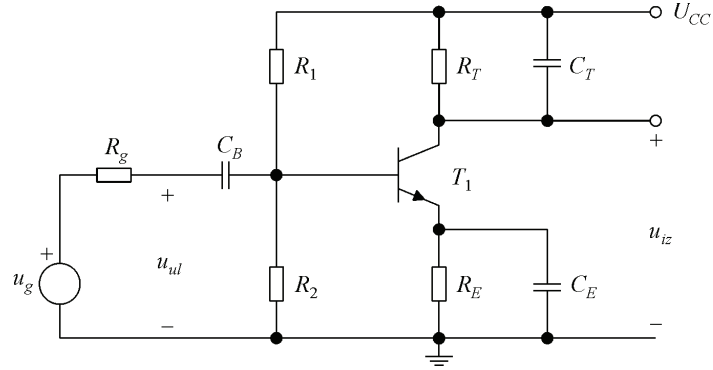 U_CC
R_1
R_T
C_T
+
R_g
C_B
+
T_1
+
u_g
u_ul
R_2
R_E
C_E
u_iz
−
−